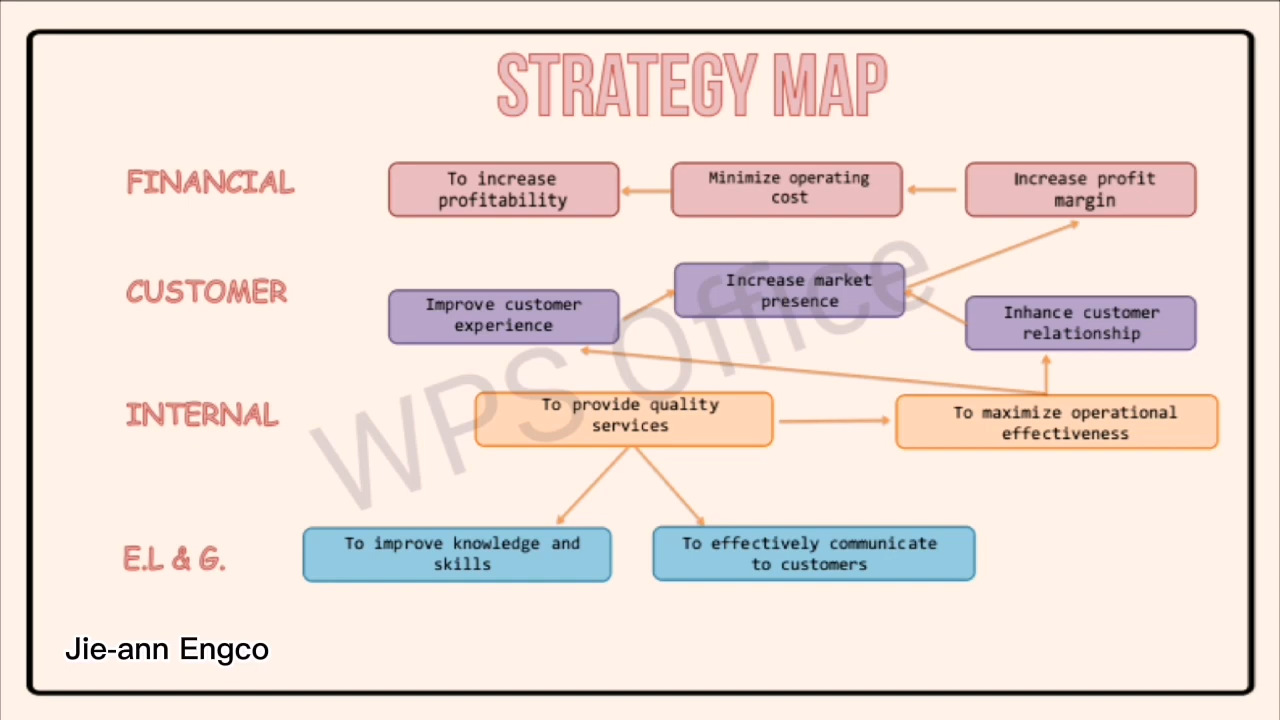 STRATEGY MAP
FINANCIAL
To increase
profitability
Minimize operating
cost
Increase profit
margin
CUSTOMER
Improve customer
experience
Increase market
presence
Inhance customer
relationship
INTERNAL
To provide quality
services
To maximize operational
effectiveness
E.L & G.
To improve knowledge and
skills
To effectively communicate
to customers
WPS Office
Jie-ann Engco